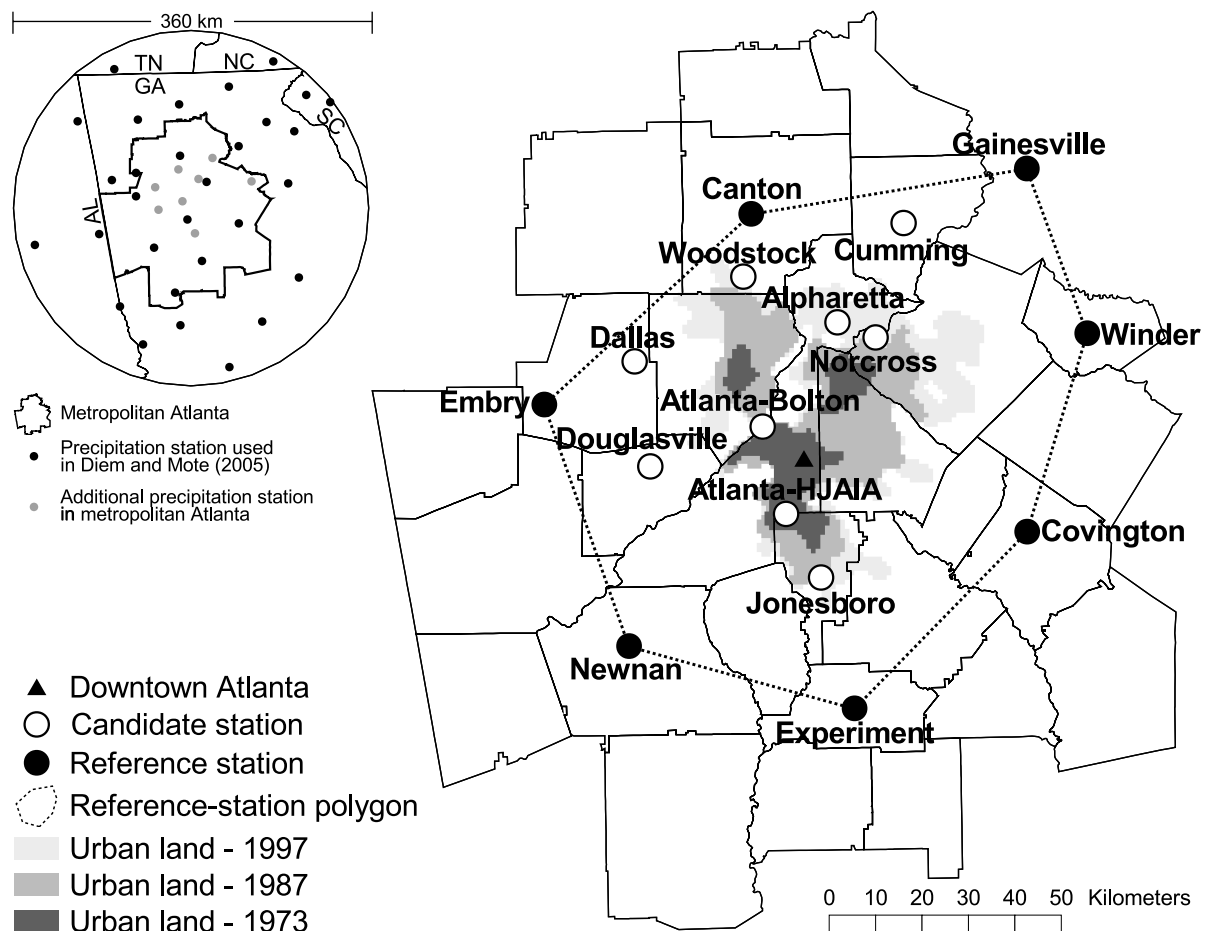 360 km
TN
NC
GA
SC
AL
Metropolitan Atlanta
Precipitation station used
in Diem and Mote (2005)
Additional precipitation station
in metropolitan Atlanta
Gainesville
Canton
Woodstock
Cumming
Alpharetta
Dallas
Winder
Norcross
Embry
Atlanta-Bolton
Douglasville
Atlanta-HJAIA
Covington
Jonesboro
Newnan
Experiment
Downtown Atlanta
Candidate station
Reference station
Reference-station polygon
Urban land - 1997
Urban land - 1987
Urban land - 1973
0 10 20 30 40 50 Kilometers